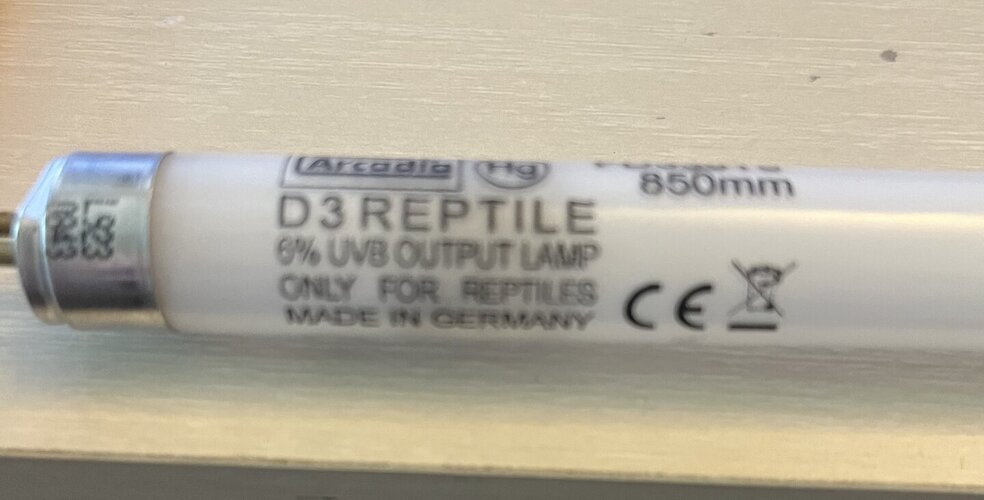 Arcadia Hg
850mm
D3 REPTILE
6% UVB OUTPUT LAMP
ONLY FOR REPTILES
MADE IN GERMANY
CE